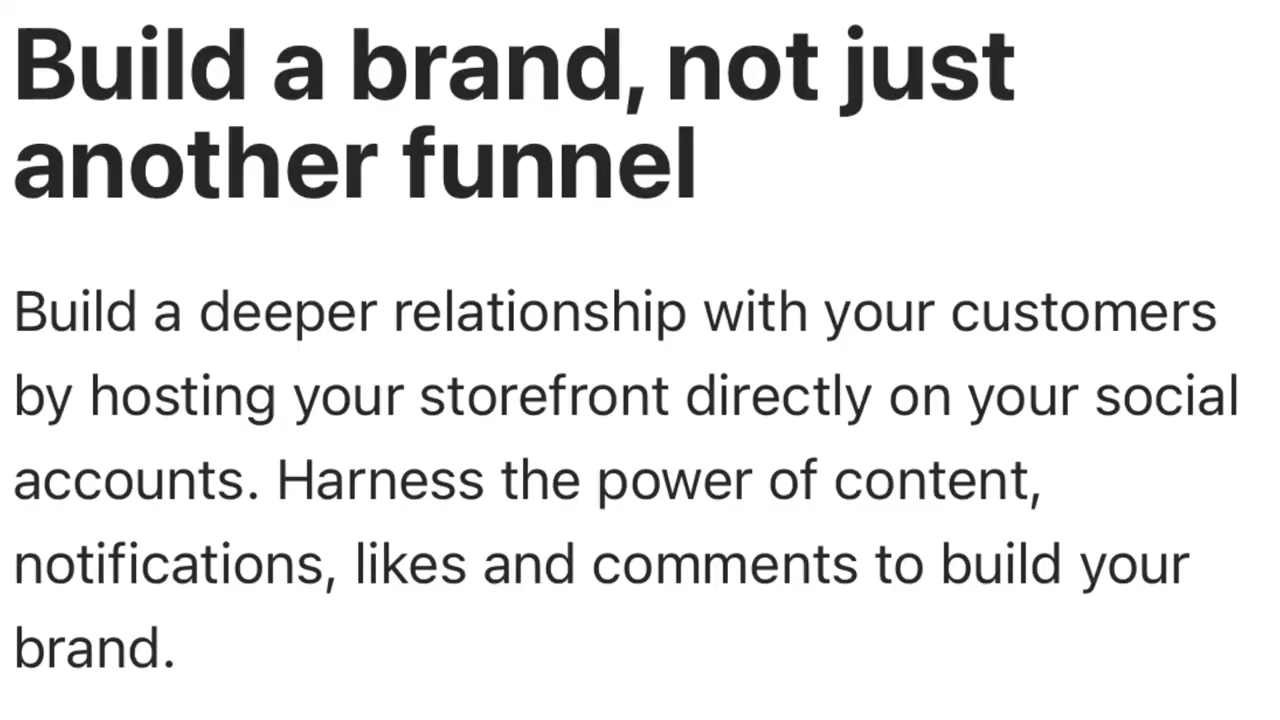 Build a brand, not just
another funnel
Build a deeper relationship with your customers
by hosting your storefront directly on your social
accounts. Harness the power of content,
notifications, likes and comments to build your
brand.